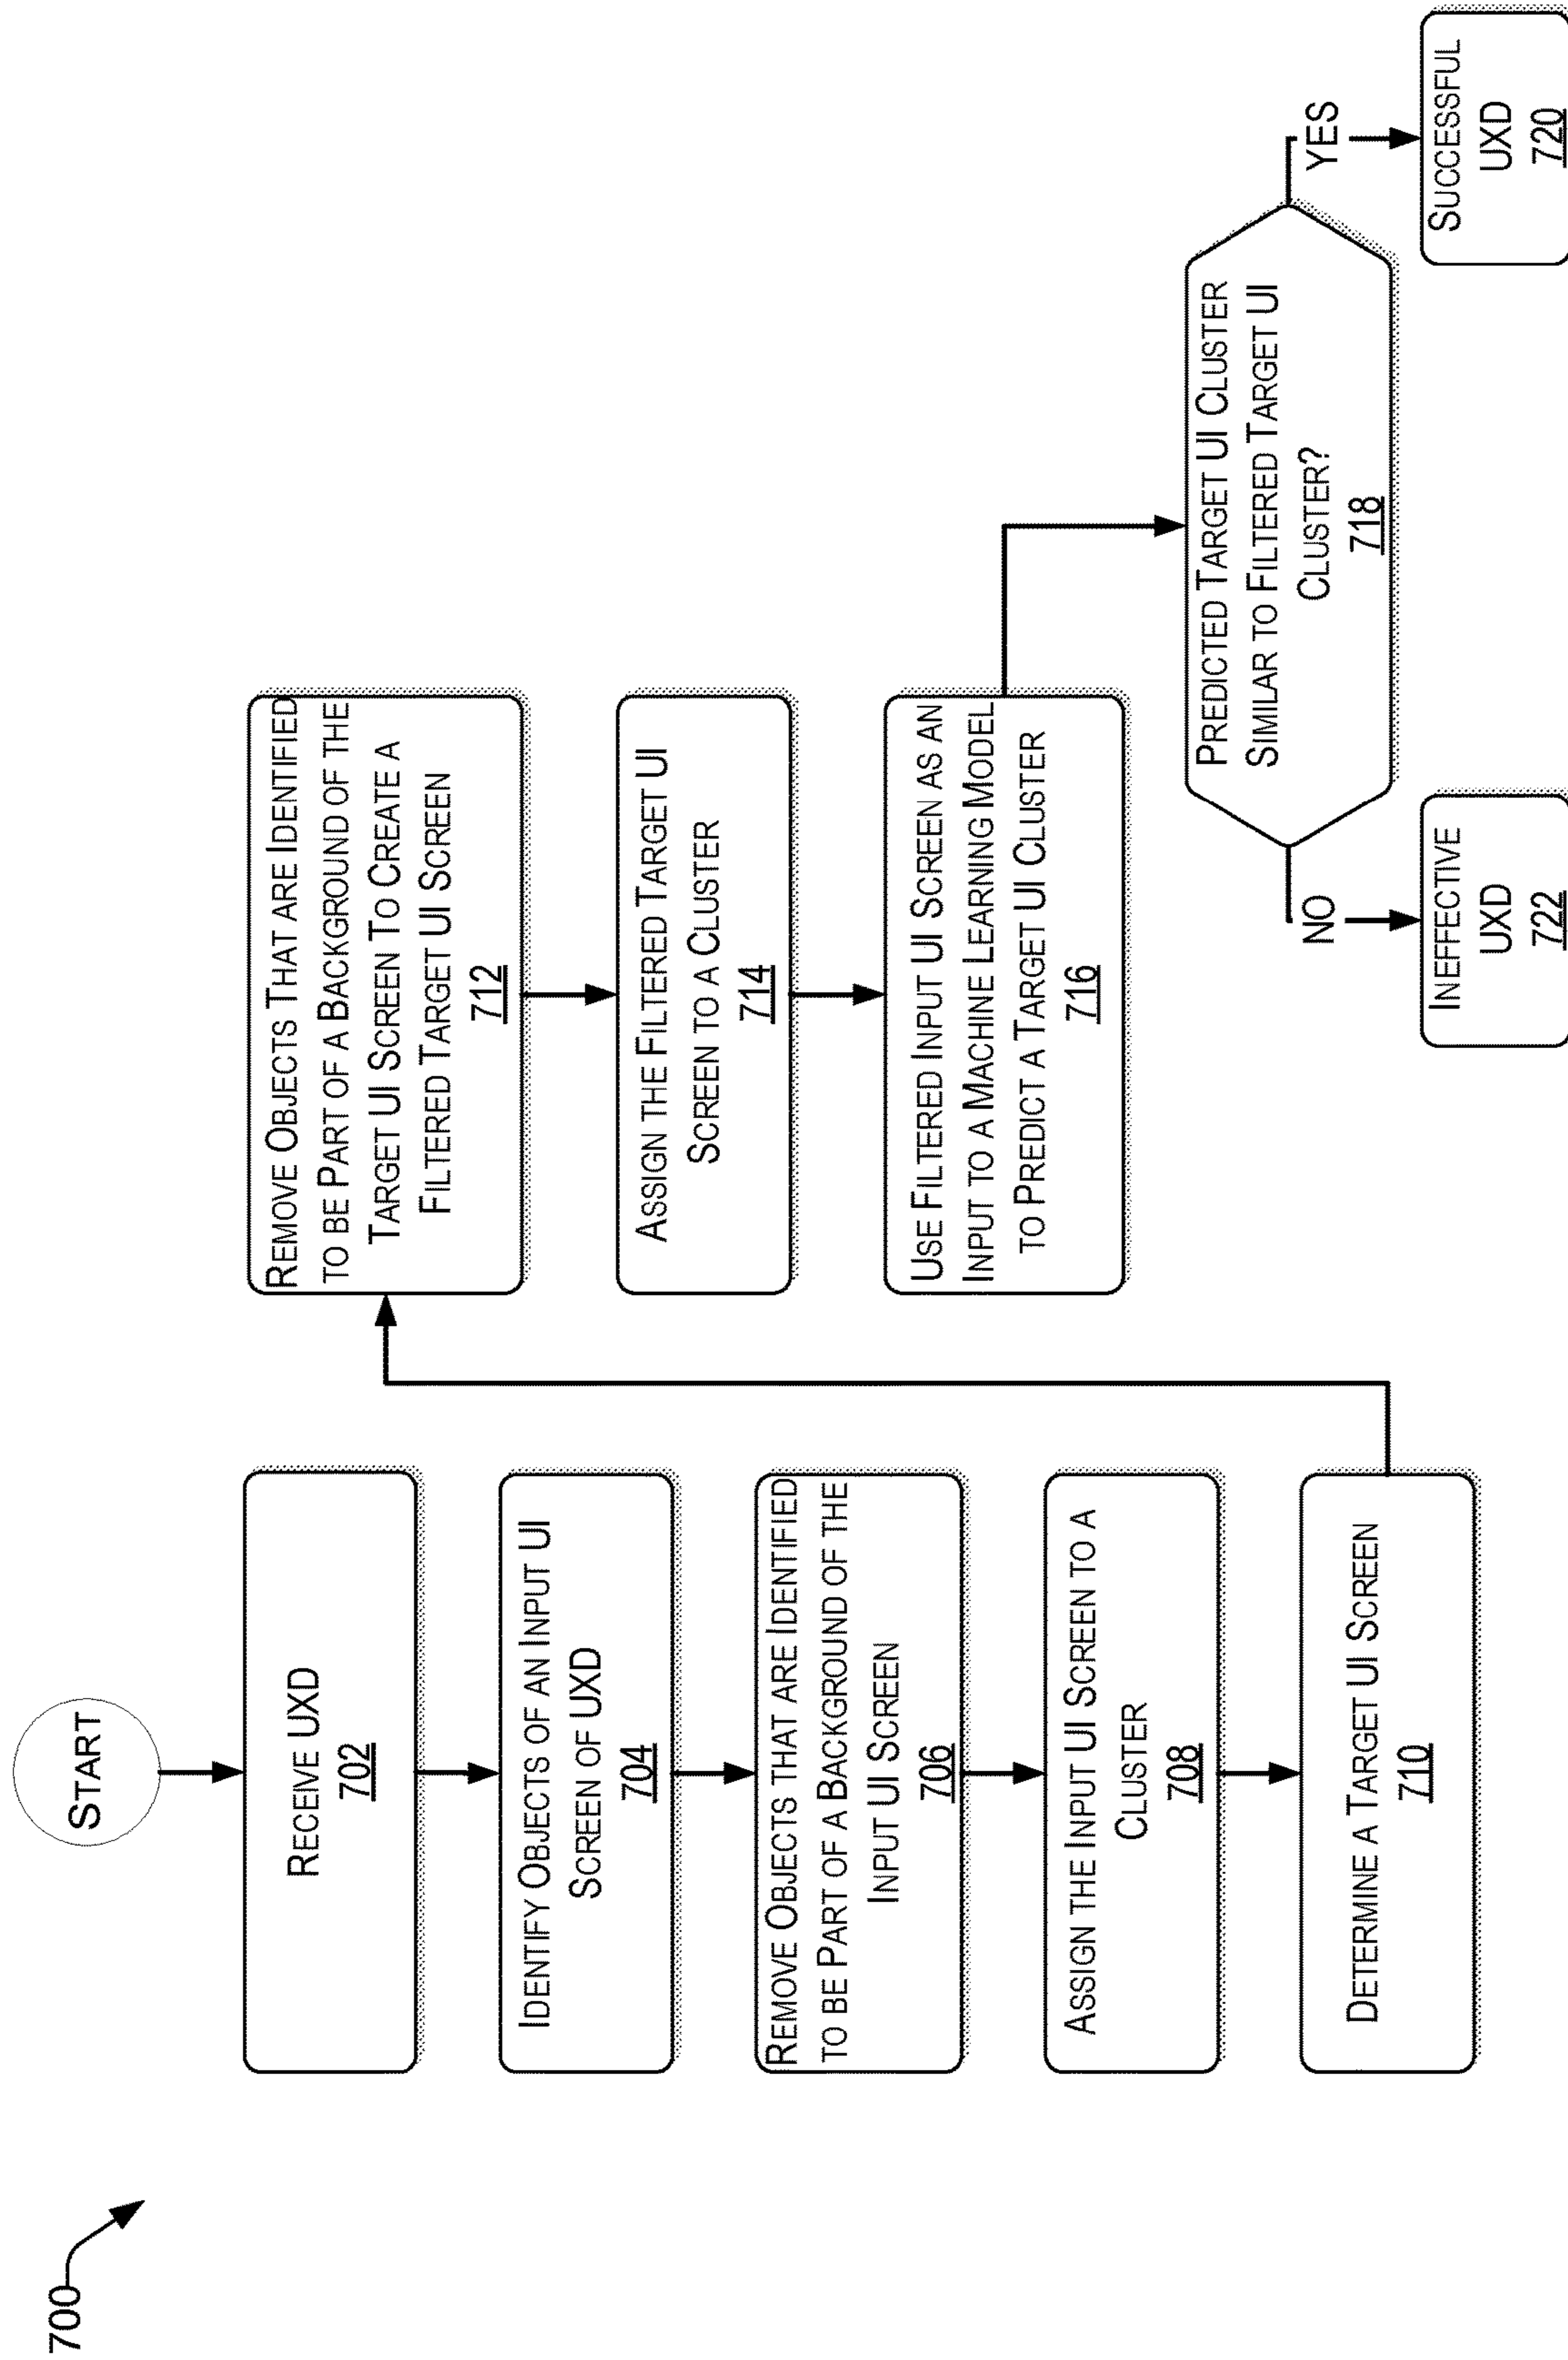 700
START
RECEIVE UXD
702
IDENTIFY OBJECTS OF AN INPUT UI
SCREEN OF UXD
704
REMOVE OBJECTS THAT ARE IDENTIFIED
TO BE PART OF A BACKGROUND OF THE
INPUT UI SCREEN
706
ASSIGN THE INPUT UI SCREEN TO A
CLUSTER
708
DETERMINE A TARGET UI SCREEN
710
REMOVE OBJECTS THAT ARE IDENTIFIED
TO BE PART OF A BACKGROUND OF THE
TARGET UI SCREEN TO CREATE A
FILTERED TARGET UI SCREEN
712
ASSIGN THE FILTERED TARGET UI
SCREEN TO A CLUSTER
714
USE FILTERED INPUT UI SCREEN AS AN
INPUT TO A MACHINE LEARNING MODEL
TO PREDICT A TARGET UI CLUSTER
716
PREDICTED TARGET UI CLUSTER
SIMILAR TO FILTERED TARGET UI
CLUSTER?
718
NO
YES
INEFFECTIVE
UXD
722
SUCCESSFUL
UXD
720